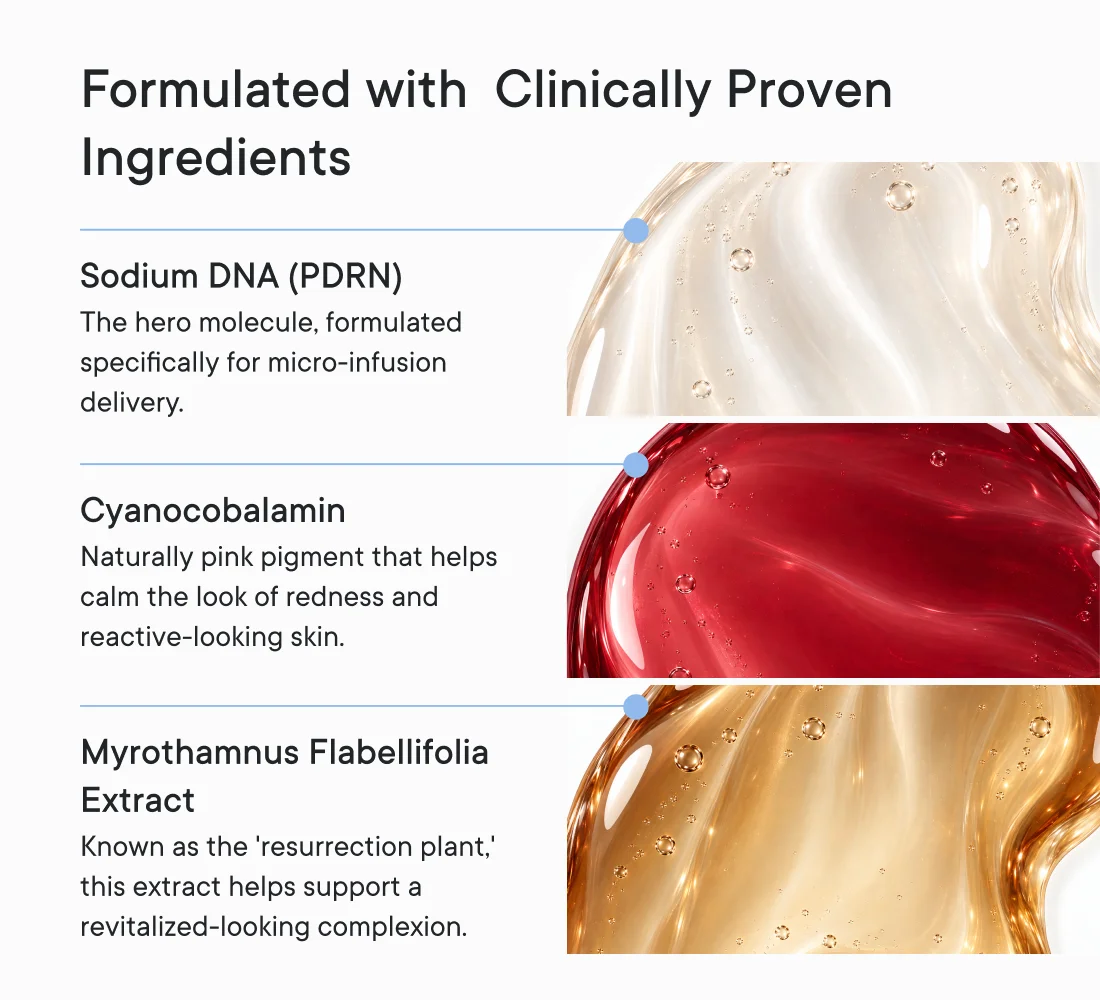 Formulated with  Clinically Proven
Ingredients
Sodium DNA (PDRN)
The hero molecule, formulated
specifically for micro-infusion
delivery.
Cyanocobalamin
Naturally pink pigment that helps
calm the look of redness and
reactive-looking skin.
Myrothamnus Flabellifolia
Extract
Known as the 'resurrection plant,'
this extract helps support a
revitalized-looking complexion.